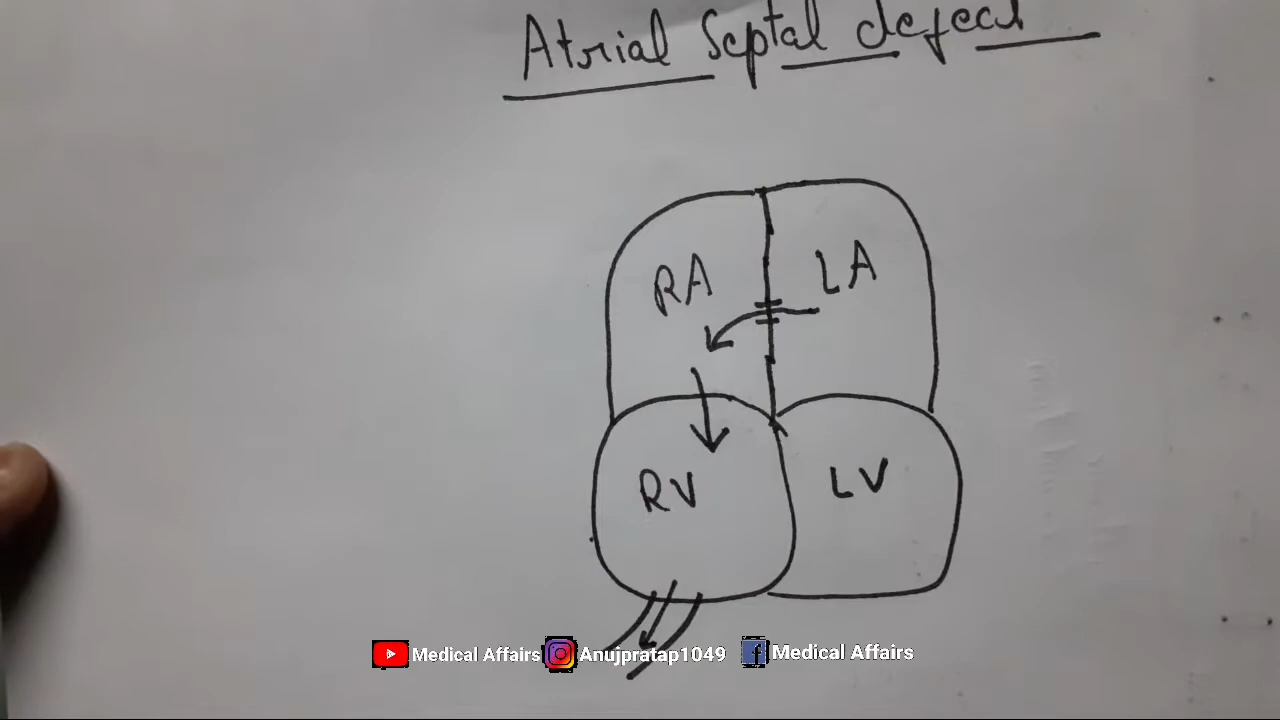 Atrial Septal defect
RA LA
RV LV
Medical Affairs Anujpratap1049 Medical Affairs